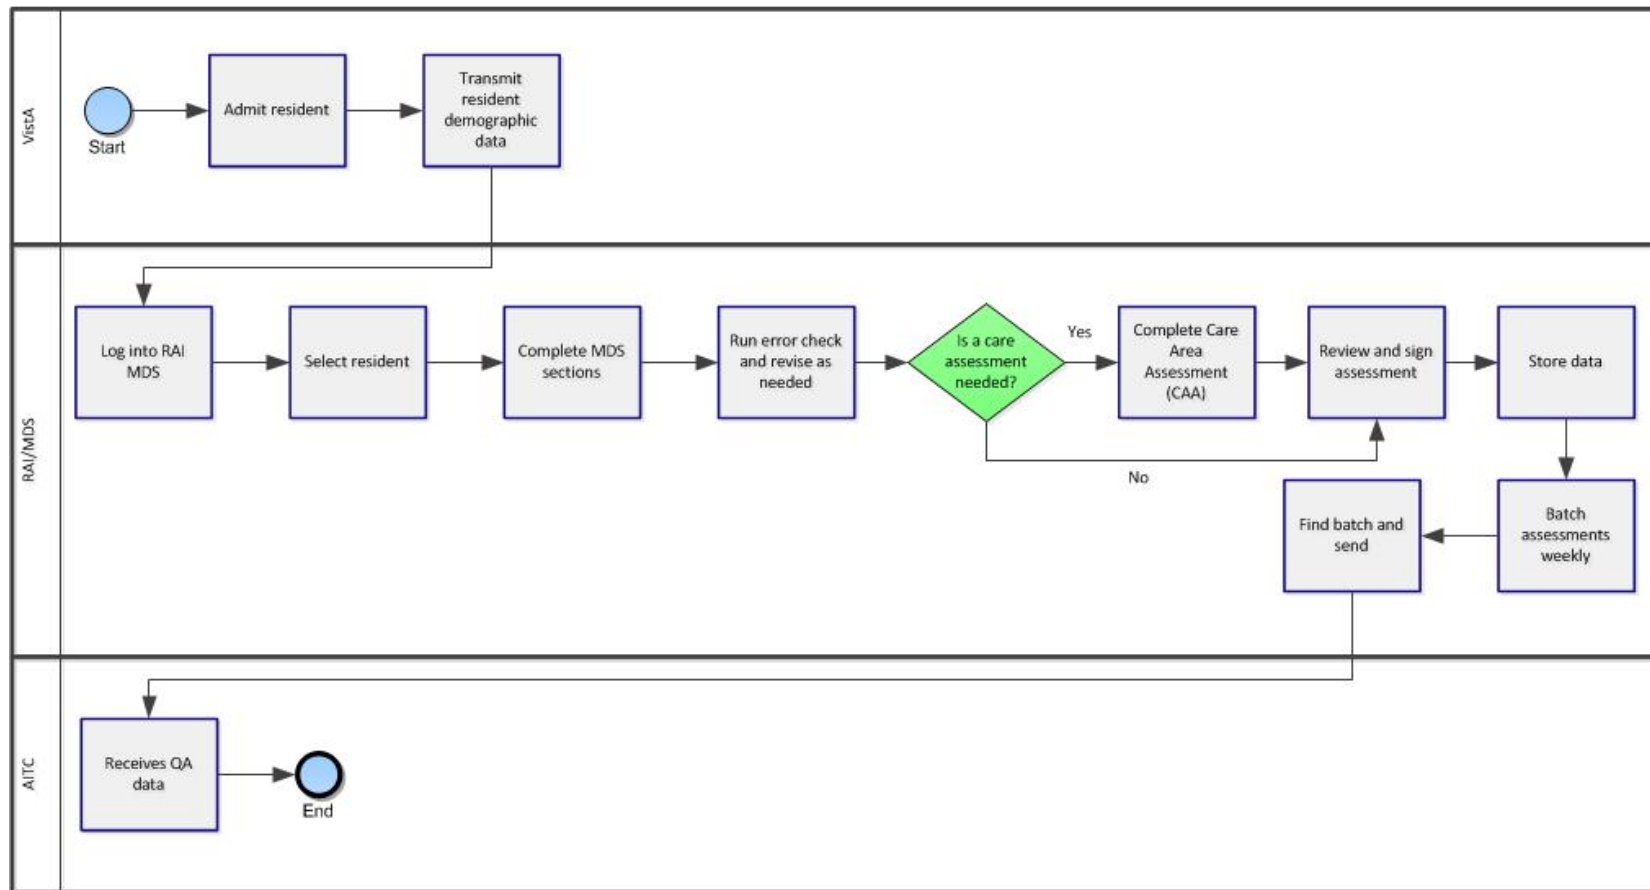 VistA
Start
Admit resident
Transmit
resident
demographic
data
RAI/MDS
Log into RAI
MDS
Select resident
Complete MDS
sections
Run error check
and revise as
needed
Is a care
assessment
needed?
Yes
No
Complete Care
Area
Assessment
(CAA)
Review and sign
assessment
Store data
Batch
assessments
weekly
Find batch and
send
AITC
Receives QA
data
End